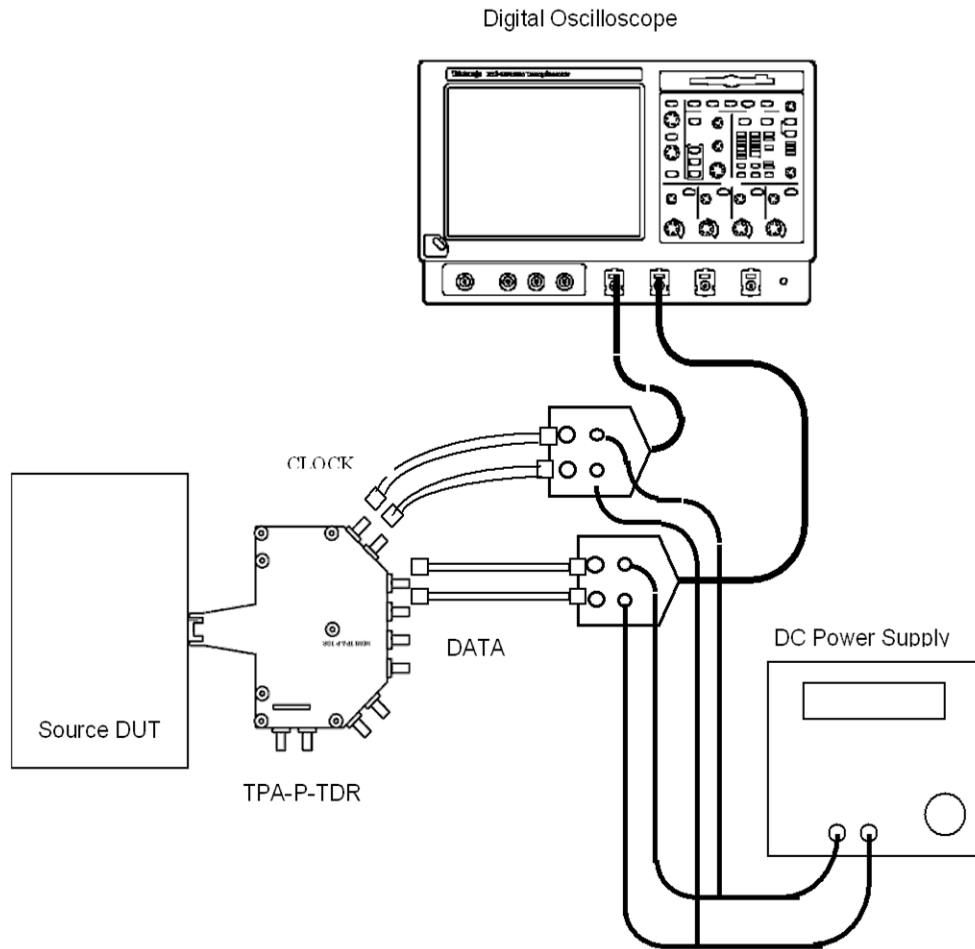 Digital Oscilloscope
CLOCK
DATA
DC Power Supply
Source DUT
TPA-P-TDR